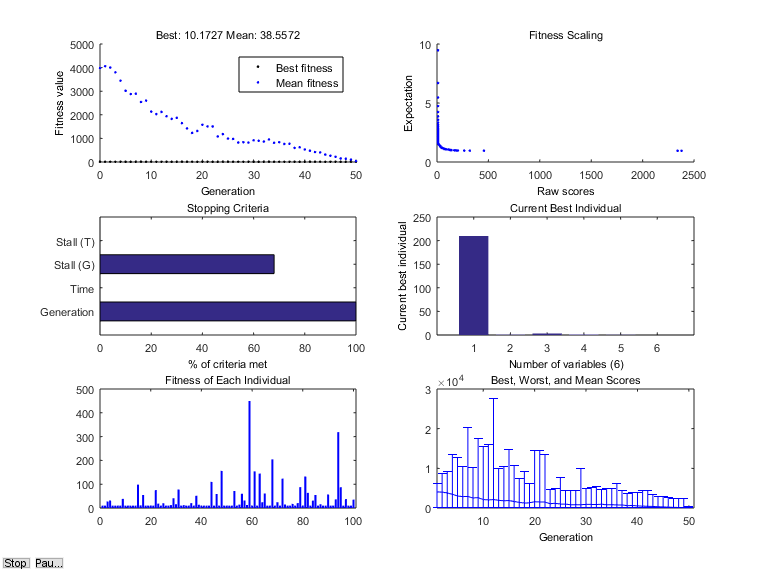 Best: 10.1727 Mean: 38.5572
5000
4000
3000
2000
1000
0
Fitness value
Best fitness
Mean fitness
0 10 20 30 40 50
Generation
Fitness Scaling
10
5
0
Expectation
0 500 1000 1500 2000 2500
Raw scores
Stopping Criteria
Stall (T)
Stall (G)
Time
Generation
0 20 40 60 80 100
% of criteria met
Current Best Individual
250
200
150
100
50
0
Current best individual
1 2 3 4 5 6
Number of variables (6)
Fitness of Each Individual
500
400
300
200
100
0
0 20 40 60 80 100
×10^4 Best, Worst, and Mean Scores
3
2
1
0
10 20 30 40 50
Generation
Stop Pau...